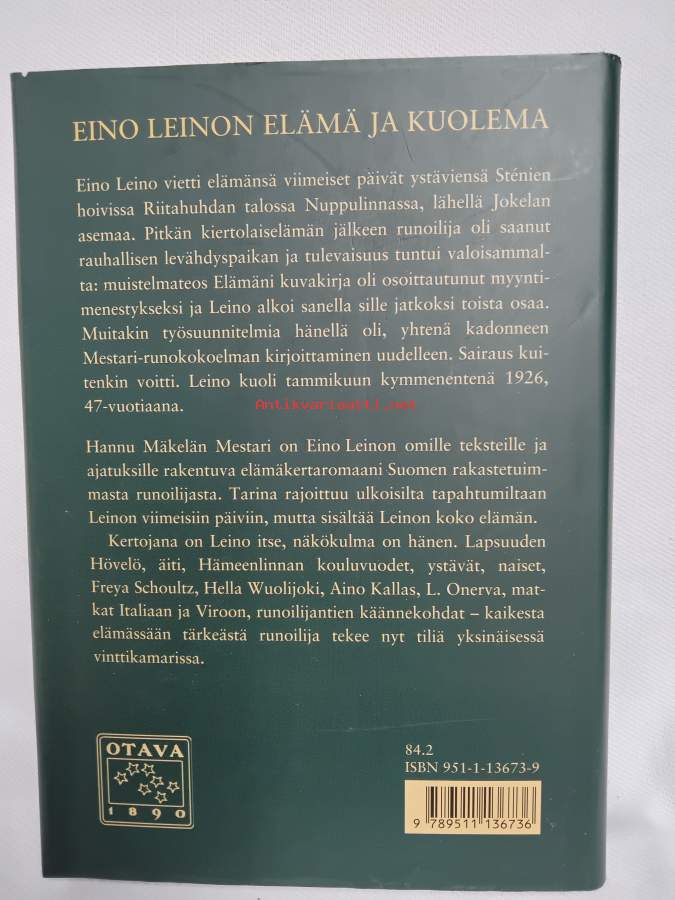 EINO LEINON ELÄMÄ JA KUOLEMA
Eino Leino vietti elämänsä viimeiset päivät ystäviensä Sténien
hoivissa Riitahuhdan talossa Nuppulinnassa, lähellä Jokelan
asemaa. Pitkän kiertolaiselämän jälkeen runoilija oli saanut
rauhallisen levähdyspaikan ja tulevaisuus tuntui valoisammal-
ta: muistelmateos Elämäni kuvakirja oli osoittautunut myynti-
menestykseksi ja Leino alkoi sanella sille jatkoksi toista osaa.
Muitakin työsuunnitelmia hänellä oli, yhtenä kadonneen
Mestari-runokokoelman kirjoittaminen uudelleen. Sairaus kui-
tenkin voitti. Leino kuoli tammikuun kymmenentenä 1926,
47-vuotiaana.
Antikvariaatti.net
Hannu Mäkelän Mestari on Eino Leinon omille teksteille ja
ajatuksille rakentuva elämäkertaromaani Suomen rakastetuim-
masta runoilijasta. Tarina rajoittuu ulkoisilta tapahtumiltaan
Leinon viimeisiin päiviin, mutta sisältää Leinon koko elämän.
Kertojana on Leino itse, näkökulma on hänen. Lapsuuden
Hövelö, äiti, Hämeenlinnan kouluvuodet, ystävät, naiset,
Freya Schoultz, Hella Wuolijoki, Aino Kallas, L. Onerva, mat-
kat Italiaan ja Viroon, runoilijantien käännekohdat – kaikesta
elämässään tärkeästä runoilija tekee nyt tiliä yksinäisessä
vinttikamarissa.
OTAVA
1890
84.2
ISBN 951-1-13673-9
9 789511 136736